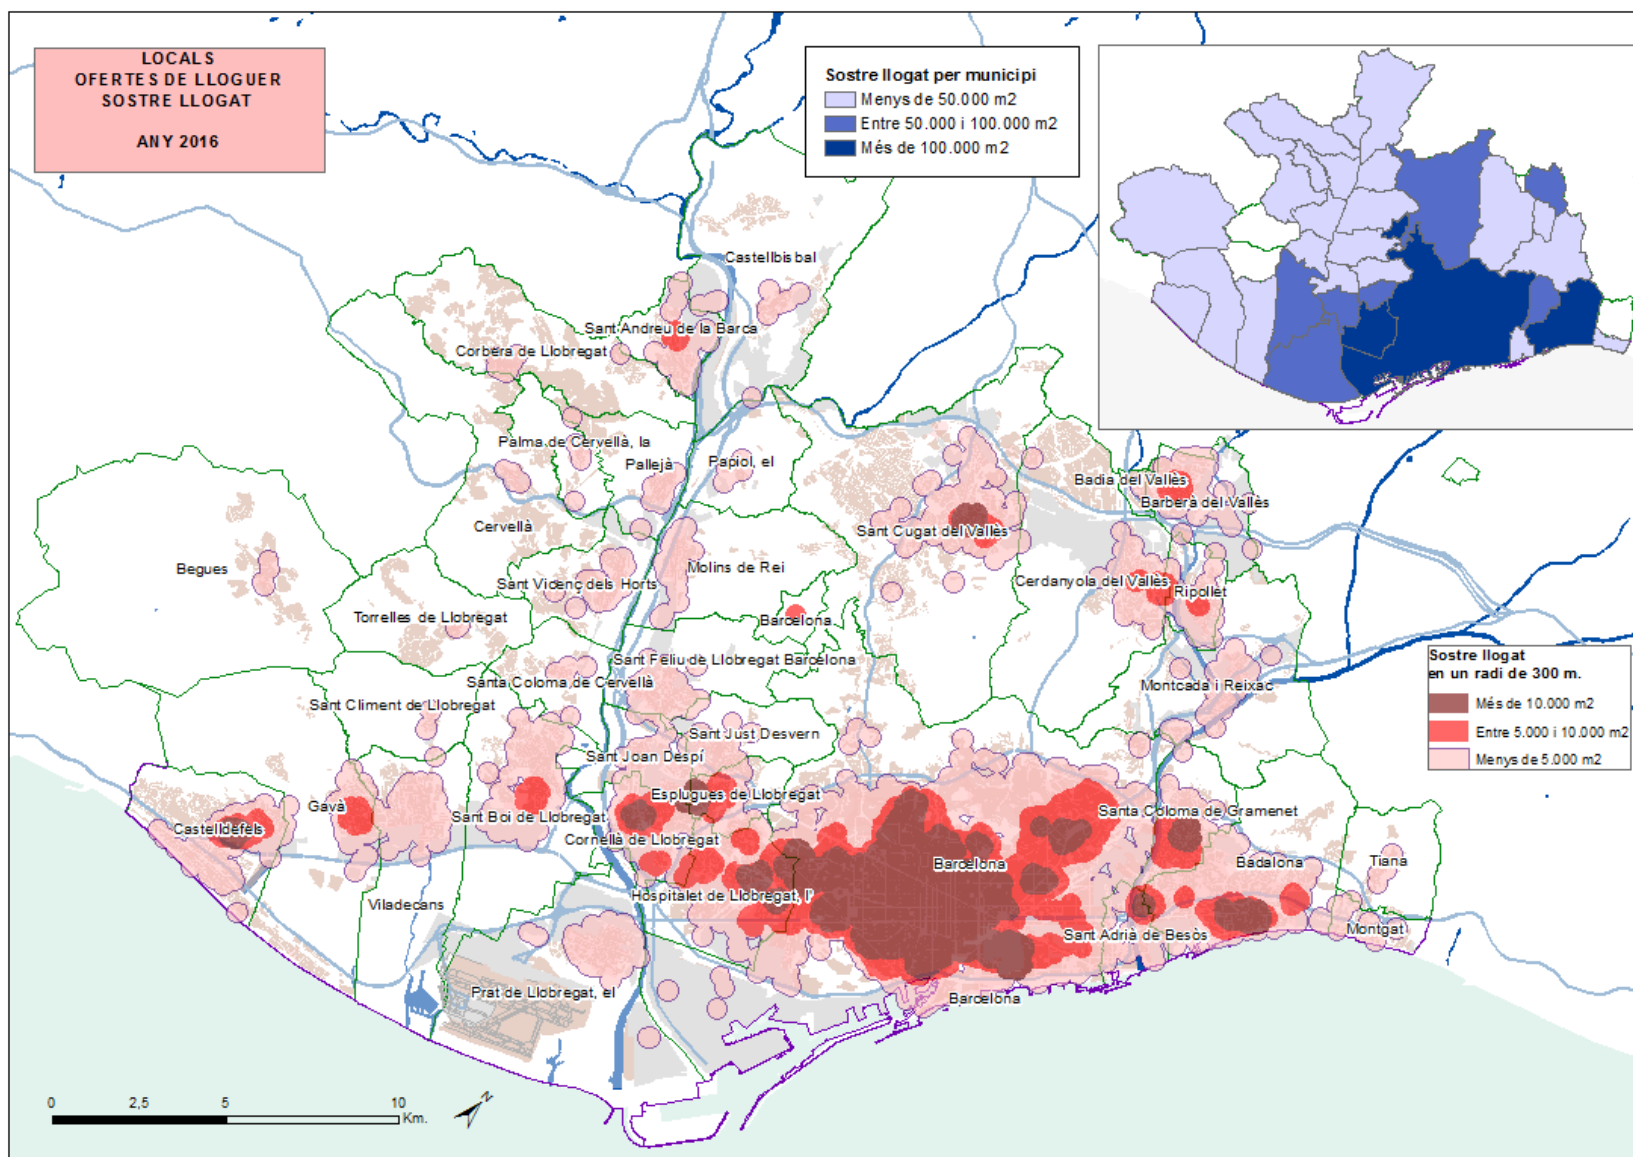 LOCALS
OFERTES DE LLOGUER
SOSTRE LLOGAT
ANY 2016
Sostre llogat per municipi
Menys de 50.000 m2
Entre 50.000 i 100.000 m2
Més de 100.000 m2
Castellbisbal
Sant Andreu de la Barca
Corbera de Llobregat
Palma de Cervellà, la
Pallejà
Papiol, el
Badia del Vallès
Barberà del Vallès
Cervellà
Sant Cugat del Vallès
Begues
Molins de Rei
Sant Vicenç dels Horts
Cerdanyola del Vallès
Ripollet
Torrelles de Llobregat
Barcelona
Sant Feliu de Llobregat Barcelona
Santa Coloma de Cervellà
Montcada i Reixac
Sostre llogat
en un radi de 300 m.
Més de 10.000 m2
Entre 5.000 i 10.000 m2
Menys de 5.000 m2
Sant Climent de Llobregat
Sant Just Desvern
Sant Joan Despí
Esplugues de Llobregat
Gavà
Sant Boi de Llobregat
Santa Coloma de Gramenet
Castelldefels
Cornellà de Llobregat
Barcelona
Badalona
Tiana
Hospitalet de Llobregat, l'
Viladecans
Sant Adrià de Besòs
Montgat
Prat de Llobregat, el
Barcelona
0 2,5 5 10
Km.
N